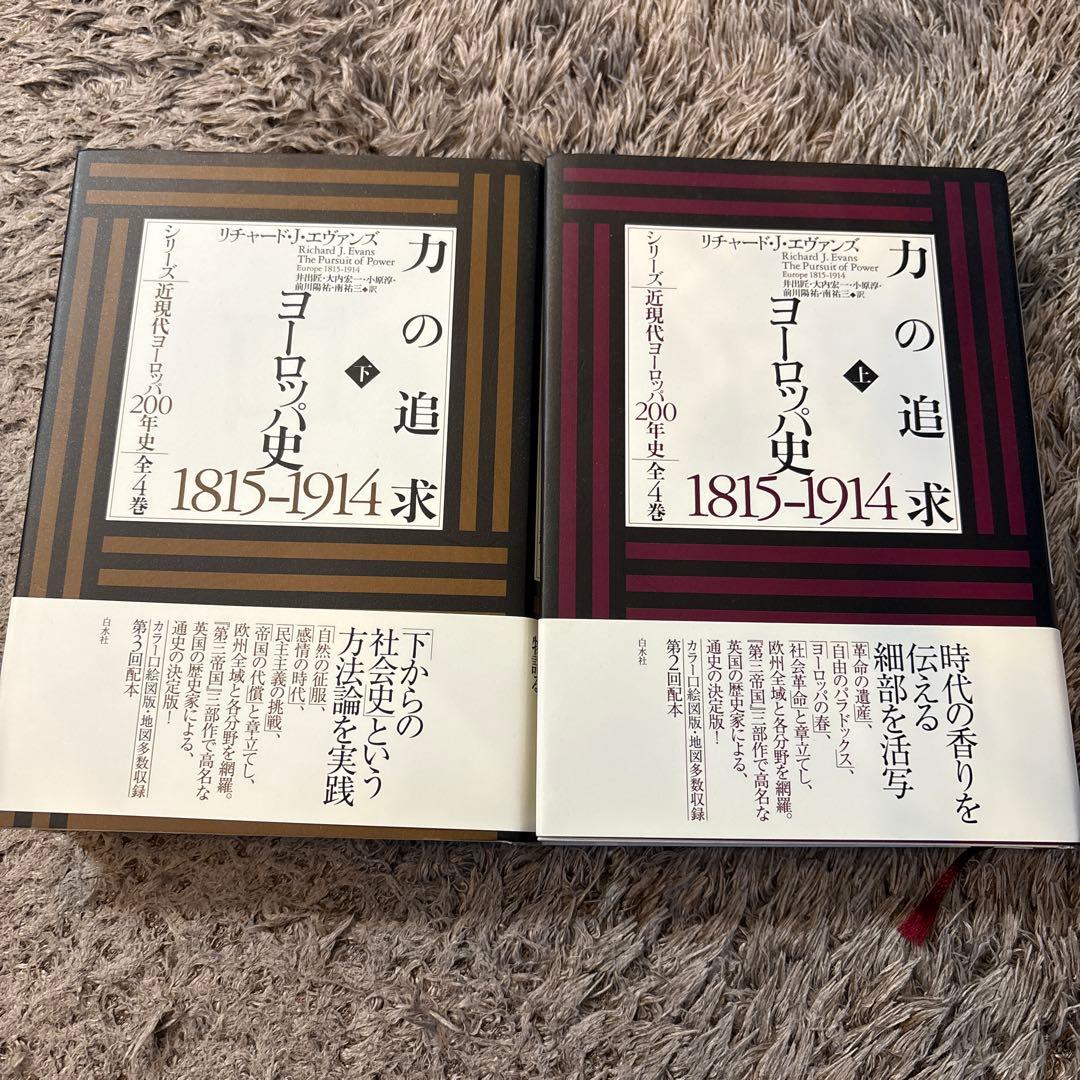 力の追求
リチャード・J・エヴァンズ
Richard J. Evans
The Pursuit of Power
Europe 1815-1914
井出匠・大内宏一・小原淳・
前川陽祐・南祐三◆訳
ヨーロッパ史
下
1815-1914
シリーズ近現代ヨーロッパ200年史 全4巻
「下からの
社会史」という
方法論を実践
「自然の征服」、
「感情の時代」、
「民主主義の挑戦」、
「帝国の代償」と章立てし、
欧州全域と各分野を網羅。
『第三帝国』三部作で高名な
英国の歴史家による、
通史の決定版!
カラー口絵図版・地図多数収録
第3回配本
白水社
力の追求
リチャード・J・エヴァンズ
Richard J. Evans
The Pursuit of Power
Europe 1815-1914
井出匠・大内宏一・小原淳・
前川陽祐・南祐三◆訳
ヨーロッパ史
上
1815-1914
シリーズ近現代ヨーロッパ200年史 全4巻
時代の香りを
伝える
細部を活写
「革命の遺産」、
「自由のパラドックス」、
「ヨーロッパの春」、
「社会革命」と章立てし、
欧州全域と各分野を網羅。
『第三帝国』三部作で高名な
英国の歴史家による、
通史の決定版!
カラー口絵図版・地図多数収録
第2回配本
白水社